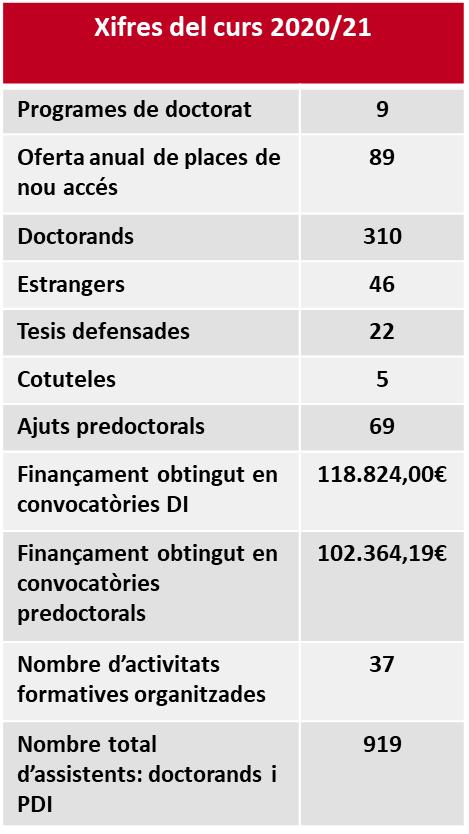 Xifres del curs 2020/21
Programes de doctorat 9
Oferta anual de places de 89
nou accés
Doctorands 310
Estrangers 46
Tesis defensades 22
Cotuteles 5
Ajuts predoctorals 69
Finançament obtingut en 118.824,00€
convocatòries DI
Finançament obtingut en 102.364,19€
convocatòries
predoctorals
Nombre d’activitats 37
formatives organitzades
Nombre total 919
d’assistents: doctorands i
PDI